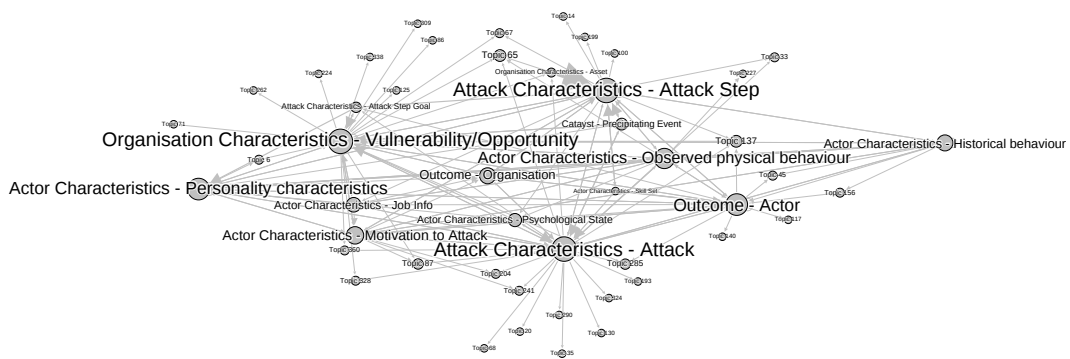 Topic 14
Topic 309
Topic 67
Topic 199
Topic 86
Topic 100
Topic 338
Topic 65
Topic 33
Organisation Characteristics - Asset
Topic 227
Topic 224
Topic 262
Topic 125
Attack Characteristics - Attack Step
Attack Characteristics - Attack Step Goal
Topic 71
Catayst - Precipitating Event
Organisation Characteristics - Vulnerability/Opportunity
Topic 137
Actor Characteristics - Historical behaviour
Topic 6
Actor Characteristics - Observed physical behaviour
Outcome - Organisation
Topic 45
Actor Characteristics - Personality characteristics
Actor Characteristics - Skill Set
Topic 156
Actor Characteristics - Job Info
Outcome - Actor
Actor Characteristics - Psychological State
Topic 117
Actor Characteristics - Motivation to Attack
Topic 140
Attack Characteristics - Attack
Topic 360
Topic 87
Topic 285
Topic 204
Topic 328
Topic 193
Topic 241
Topic 324
Topic 290
Topic 20
Topic 130
Topic 68
Topic 35